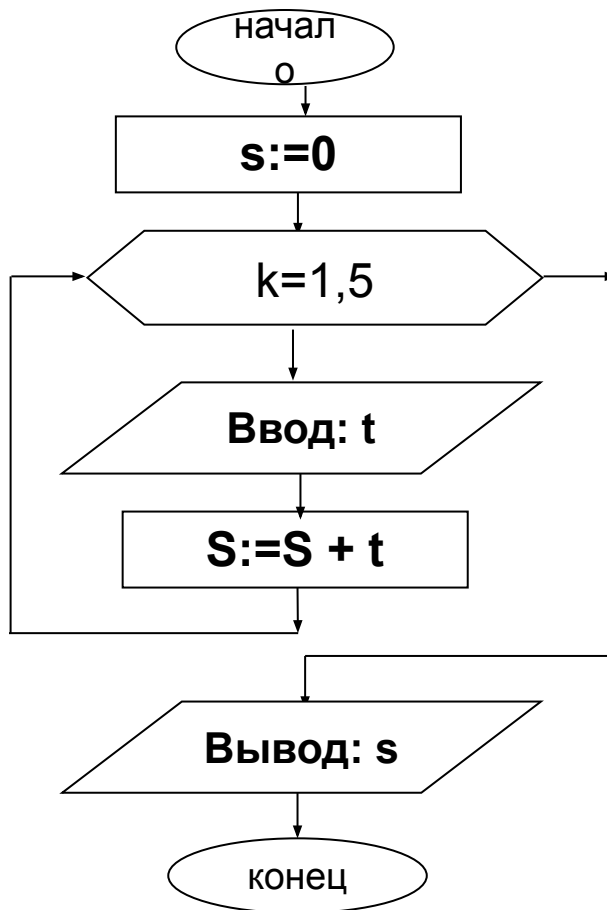 начал
о
s:=0
k=1,5
Ввод: t
S:=S + t
Вывод: s
конец